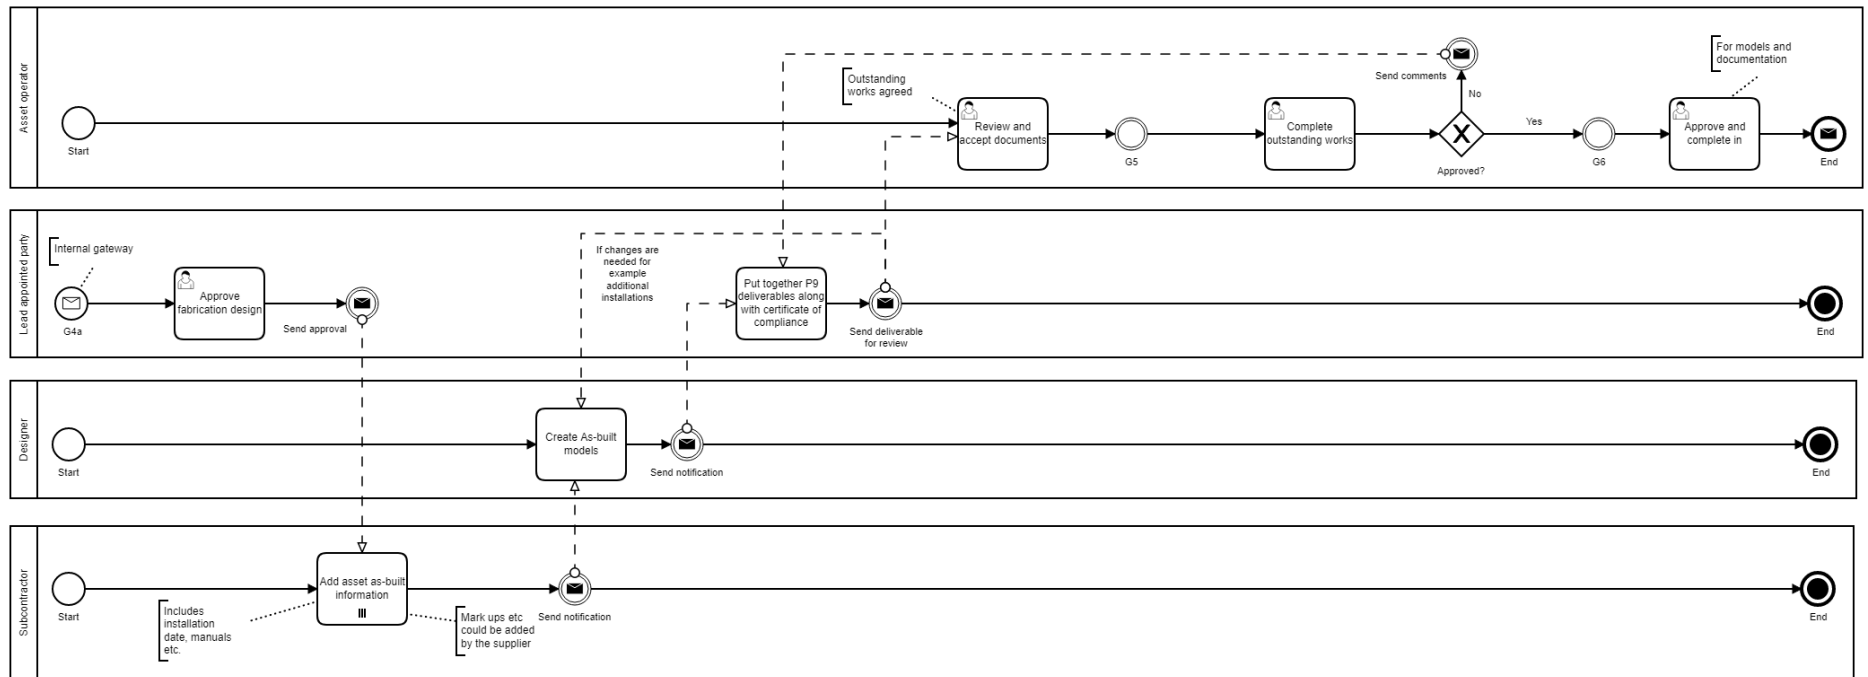 Asset operator
Start
Outstanding
works agreed
Review and
accept documents
G5
Complete
outstanding works
Send comments
No
Approved?
Yes
G6
For models and
documentation
Approve and
complete in
End
Lead appointed party
Internal gateway
G4a
Approve
fabrication design
Send approval
If changes are
needed for
example
additional
installations
Put together P9
deliverables along
with certificate of
compliance
Send deliverable
for review
End
Designer
Start
Create As-built
models
Send notification
End
Subcontractor
Start
Includes
installation
date, manuals
etc.
Add asset as-built
information
Mark ups etc
could be added
by the supplier
Send notification
End